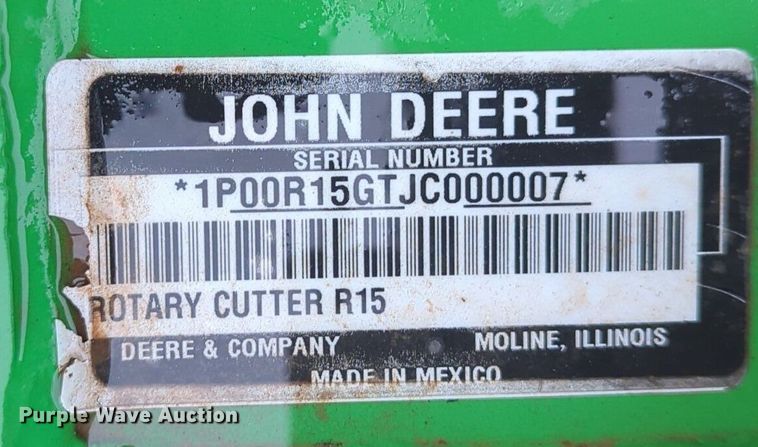 JOHN DEERE
SERIAL NUMBER
*1P00R15GTJC000007*
ROTARY CUTTER R15
DEERE & COMPANY MOLINE, ILLINOIS
MADE IN MEXICO
Purple Wave Auction